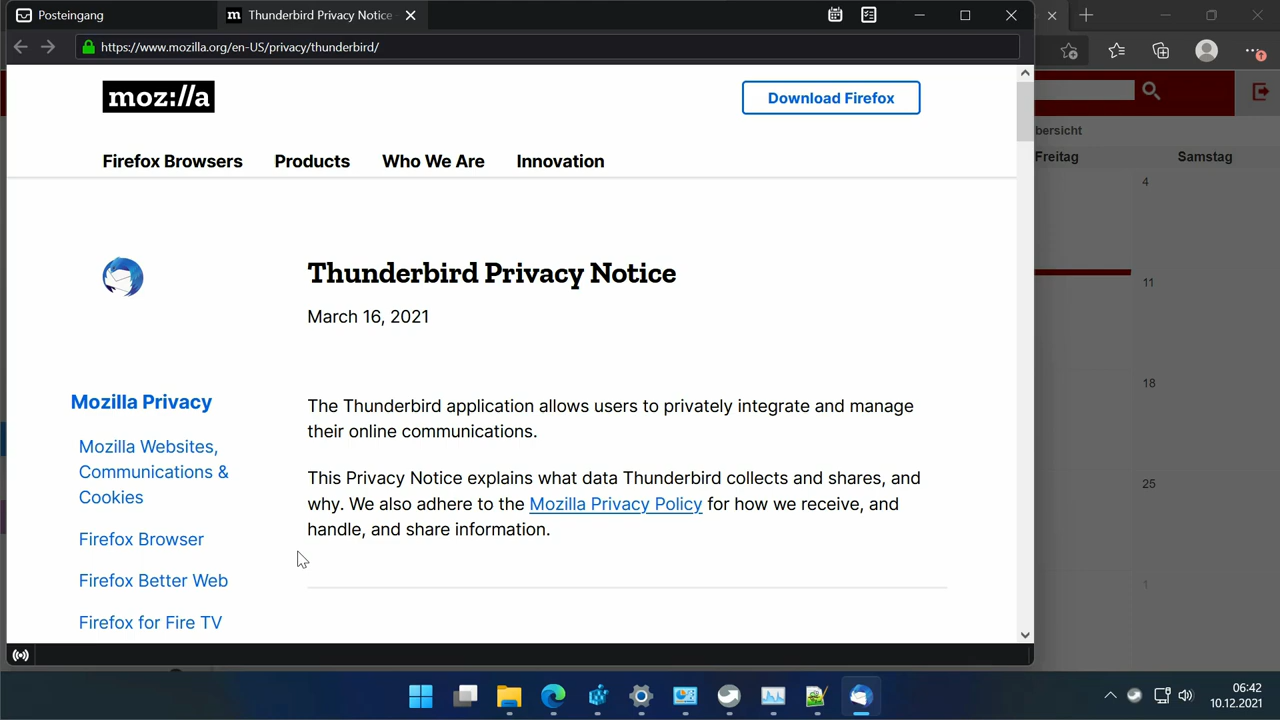 Posteingang
Thunderbird Privacy Notice
https://www.mozilla.org/en-US/privacy/thunderbird/
moz://a
Download Firefox
Firefox Browsers Products Who We Are Innovation
Thunderbird Privacy Notice
March 16, 2021
Mozilla Privacy
Mozilla Websites,
Communications &
Cookies
Firefox Browser
Firefox Better Web
Firefox for Fire TV
The Thunderbird application allows users to privately integrate and manage
their online communications.
This Privacy Notice explains what data Thunderbird collects and shares, and
why. We also adhere to the Mozilla Privacy Policy for how we receive, and
handle, and share information.
bersicht
Freitag Samstag
4
11
18
25
1
06:42
10.12.2021